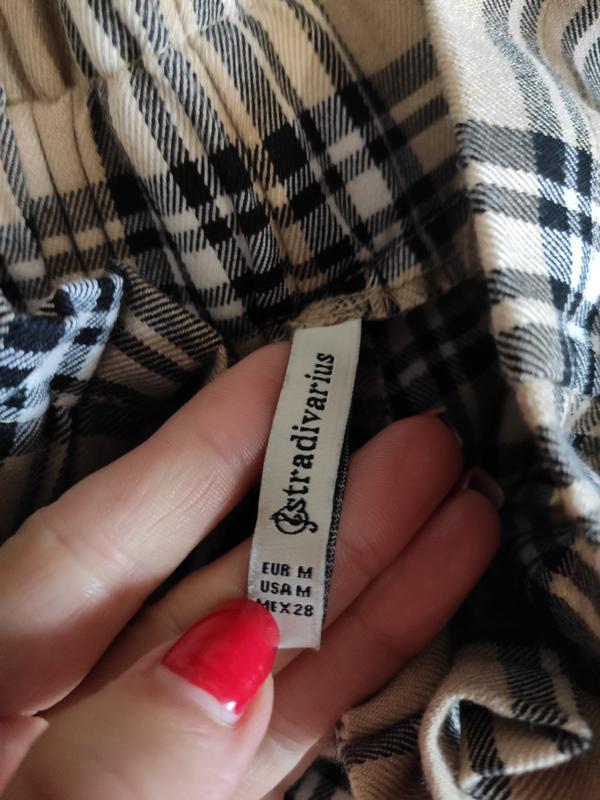 stradivarius
EUR M
USA M
MEX 28